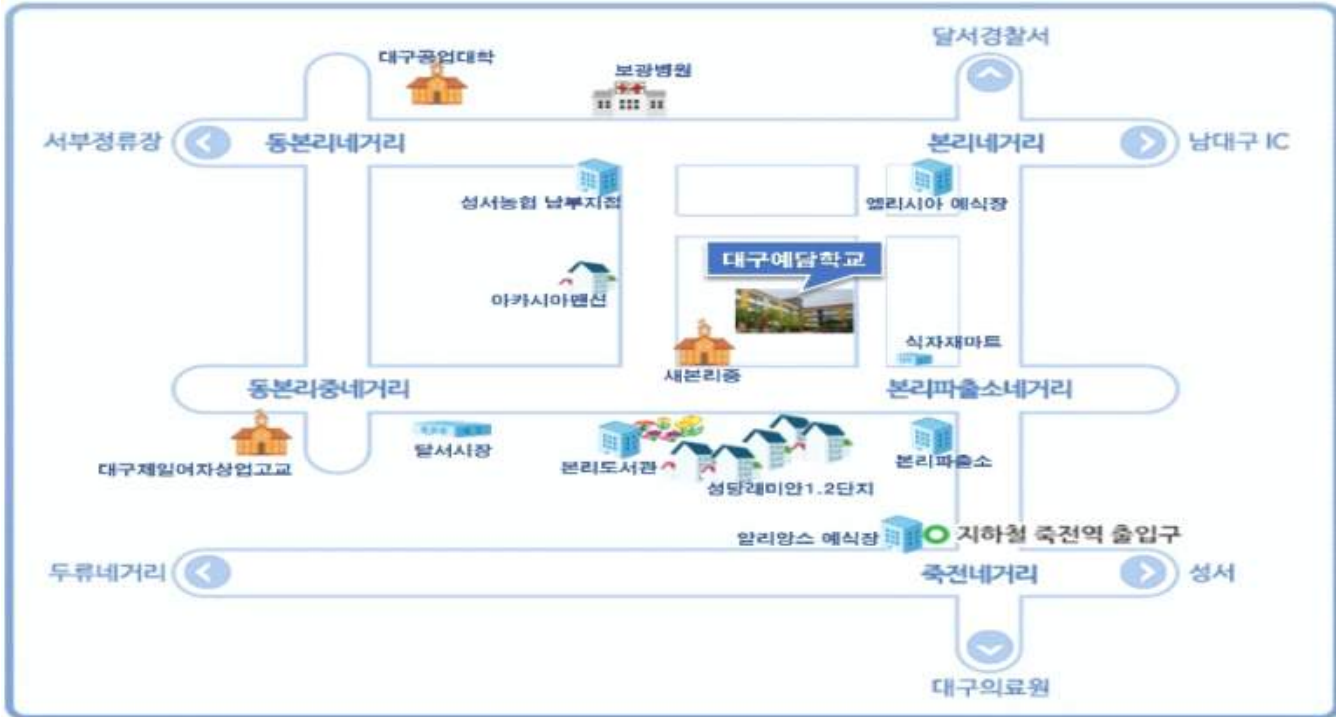 달서경찰서
대구공업대학
보광병원
서부정류장
동본리네거리
본리네거리
남대구 IC
성서농협 남부지점
엘리시아 예식장
대구예담학교
아카시아맨션
식자재마트
새본리중
동본리중네거리
본리파출소네거리
대구제일여자상업고교
달서시장
본리도서관
본리파출소
성당래미안1.2단지
알리앙스 예식장
지하철 죽전역 출입구
두류네거리
죽전네거리
성서
대구의료원